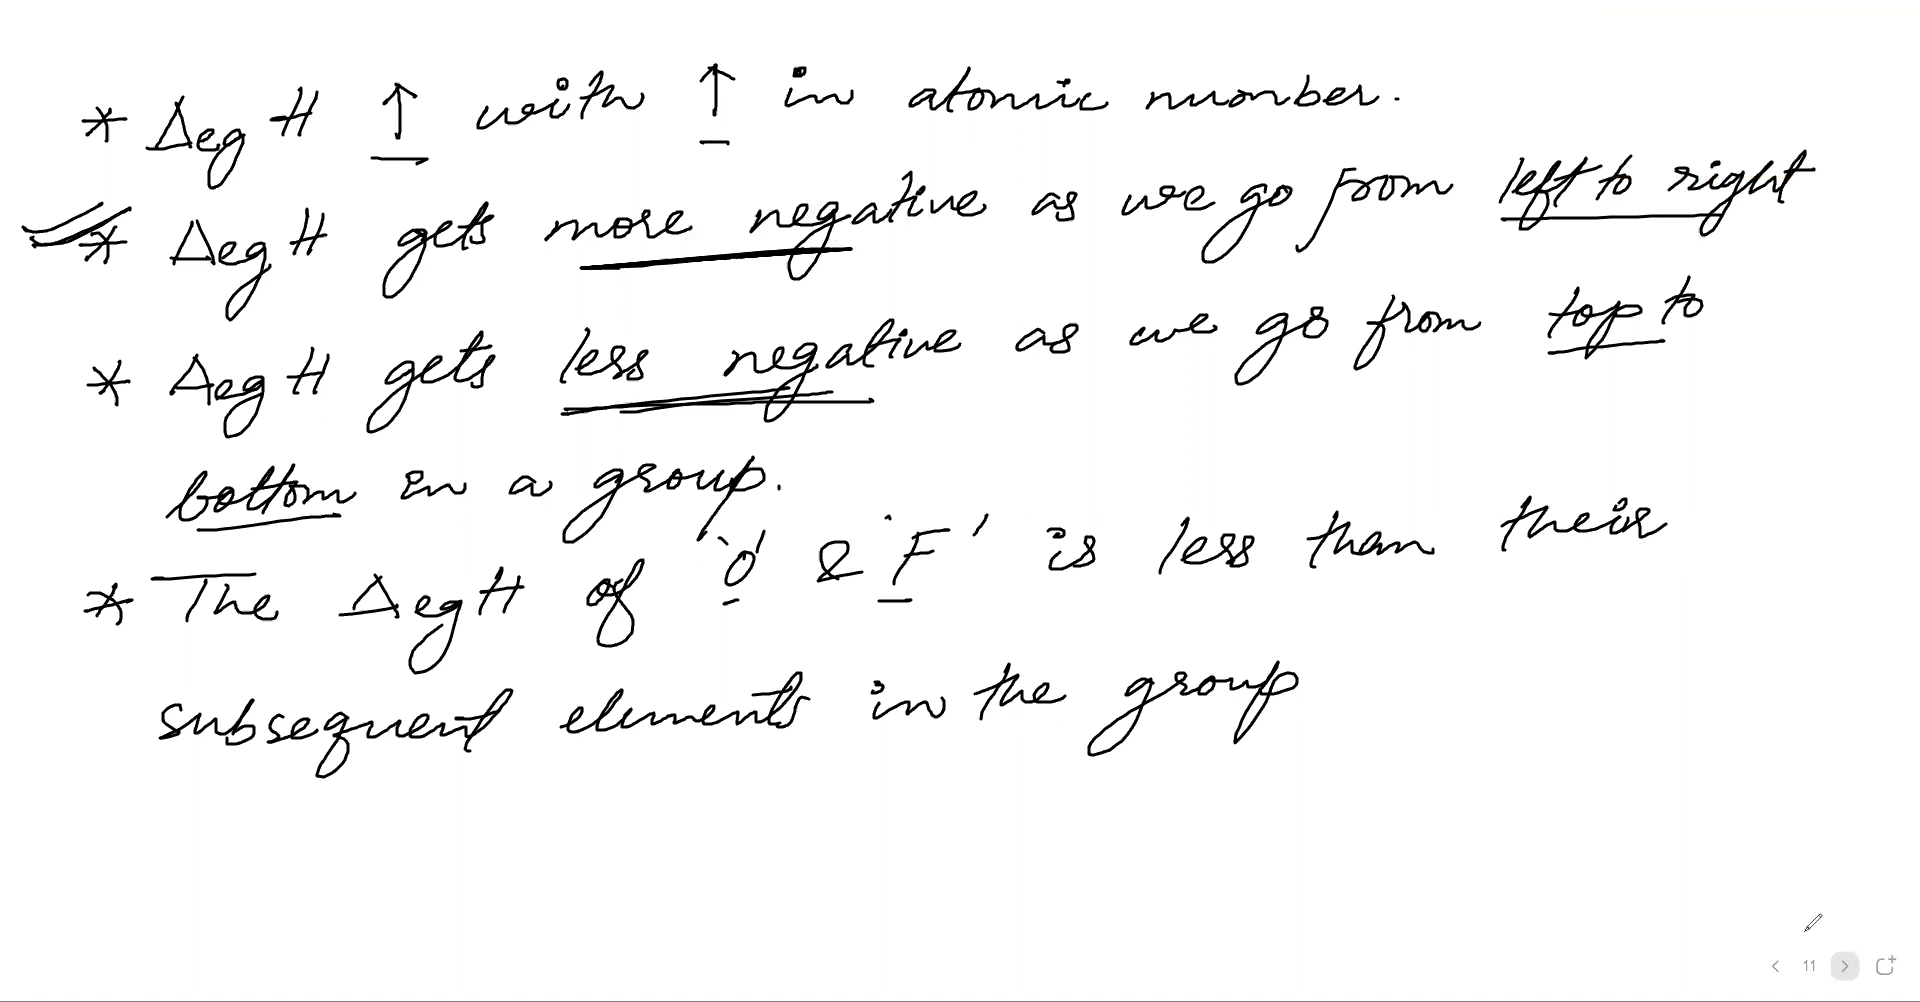 * ΔegH ↑ with ↑ in atomic number.
* ΔegH gets more negative as we go from left to right
* ΔegH gets less negative as we go from top to
bottom in a group.
* The ΔegH of 'O' & 'F' is less than their
subsequent elements in the group
11